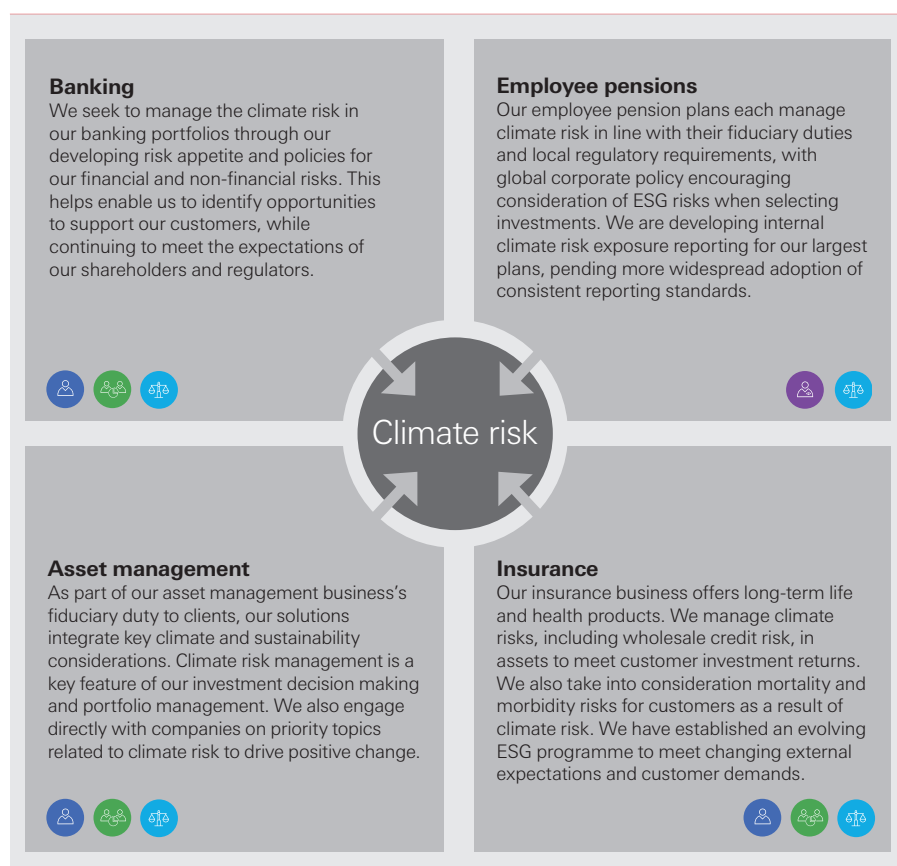 Banking
We seek to manage the climate risk in
our banking portfolios through our
developing risk appetite and policies for
our financial and non-financial risks. This
helps enable us to identify opportunities
to support our customers, while
continuing to meet the expectations of
our shareholders and regulators.
Employee pensions
Our employee pension plans each manage
climate risk in line with their fiduciary duties
and local regulatory requirements, with
global corporate policy encouraging
consideration of ESG risks when selecting
investments. We are developing internal
climate risk exposure reporting for our largest
plans, pending more widespread adoption of
consistent reporting standards.
Climate risk
Asset management
As part of our asset management business’s
fiduciary duty to clients, our solutions
integrate key climate and sustainability
considerations. Climate risk management is a
key feature of our investment decision making
and portfolio management. We also engage
directly with companies on priority topics
related to climate risk to drive positive change.
Insurance
Our insurance business offers long-term life
and health products. We manage climate
risks, including wholesale credit risk, in
assets to meet customer investment returns.
We also take into consideration mortality and
morbidity risks for customers as a result of
climate risk. We have established an evolving
ESG programme to meet changing external
expectations and customer demands.